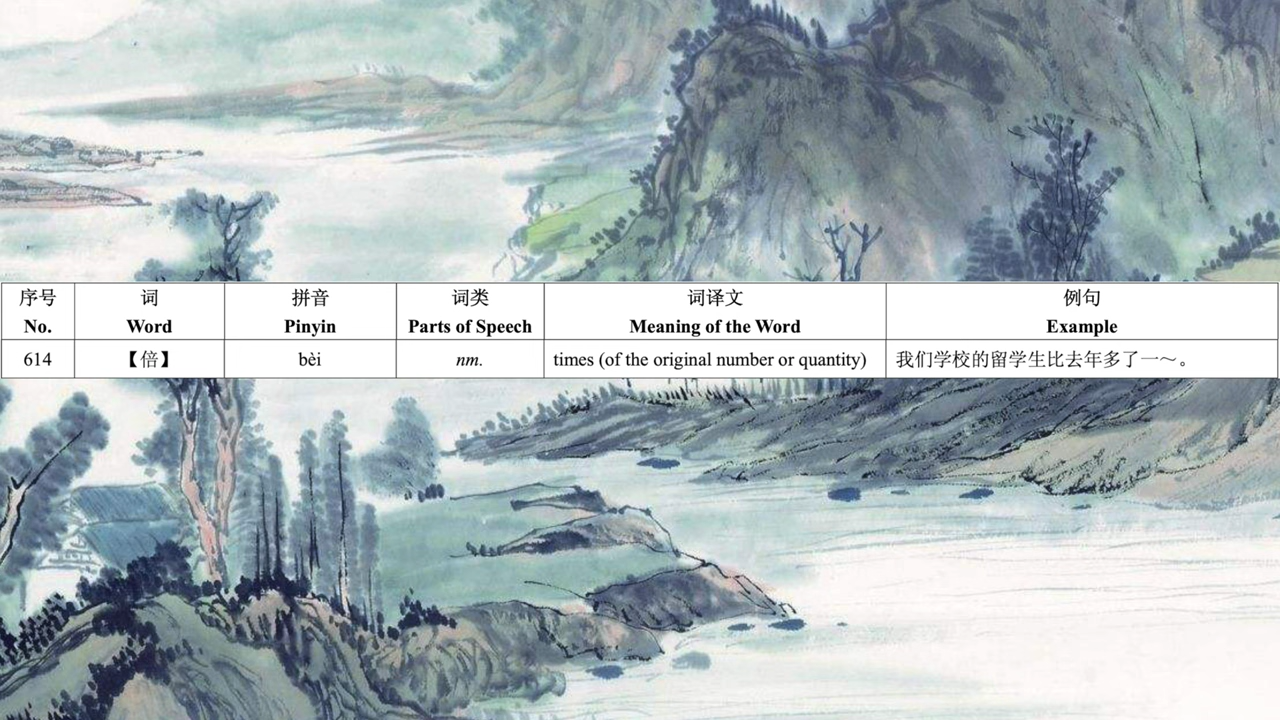 序号 词 拼音 词类 词译文 例句
No. Word Pinyin Parts of Speech Meaning of the Word Example
614 【倍】 bèi nm. times (of the original number or quantity) 我们学校的留学生比去年多了一～。